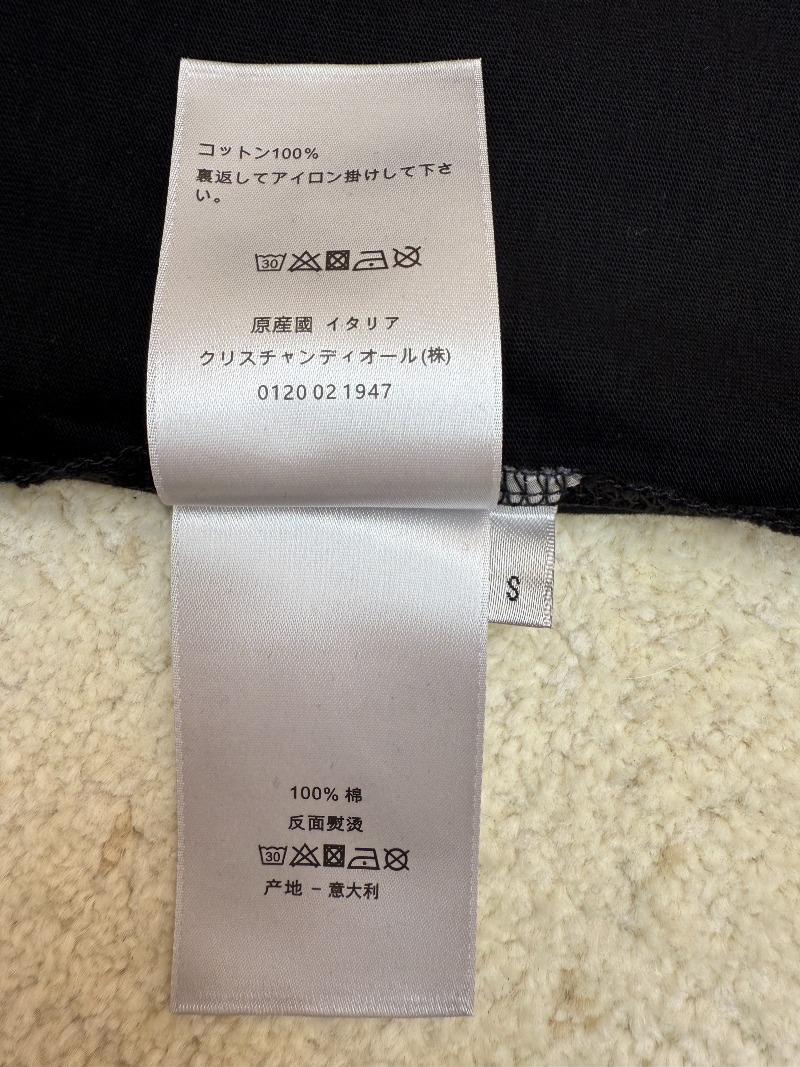 コットン100%
裏返してアイロン掛けして下さ
い。
30
原産國 イタリア
クリスチャンディオール(株)
0120 02 1947
S
100% 棉
反面熨烫
30
产地 - 意大利